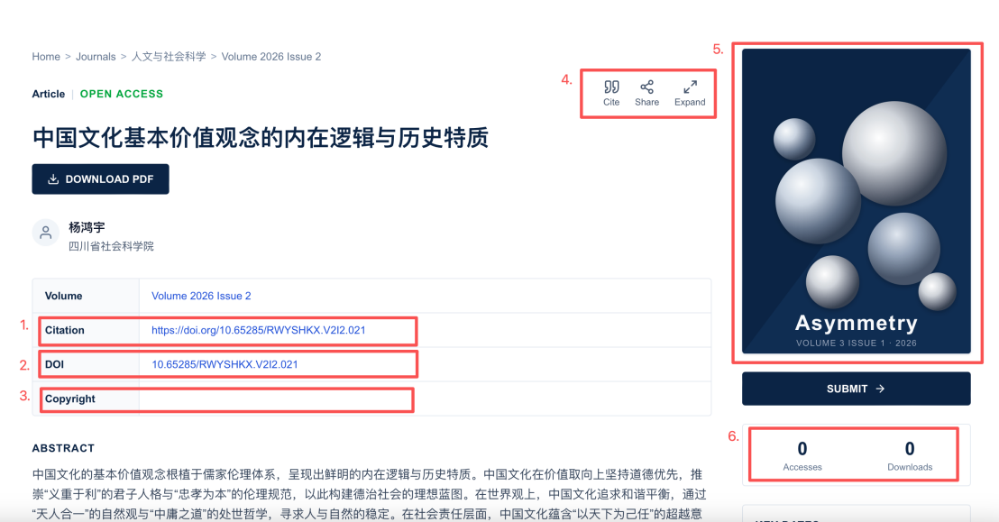 Home > Journals > 人文与社会科学 > Volume 2026 Issue 2
Article | OPEN ACCESS
4.
Cite Share Expand
中国文化基本价值观念的内在逻辑与历史特质
DOWNLOAD PDF
杨鸿宇
四川省社会科学院
Volume Volume 2026 Issue 2
1. Citation https://doi.org/10.65285/RWYSHKX.V2I2.021
2. DOI 10.65285/RWYSHKX.V2I2.021
3. Copyright
ABSTRACT
中国文化的基本价值观念根植于儒家伦理体系，呈现出鲜明的内在逻辑与历史特质。中国文化在价值取向上坚持道德优先，推
崇“义重于利”的君子人格与“忠孝为本”的伦理规范，以此构建德治社会的理想蓝图。在世界观上，中国文化追求和谐平衡，通过
“天人合一”的自然观与“中庸之道”的处世哲学，寻求人与自然的稳定。在社会责任层面，中国文化蕴含“以天下为己任”的超越意
5.
Asymmetry
VOLUME 3 ISSUE 1 · 2026
SUBMIT →
6.
0 0
Accesses Downloads
KEY DATES